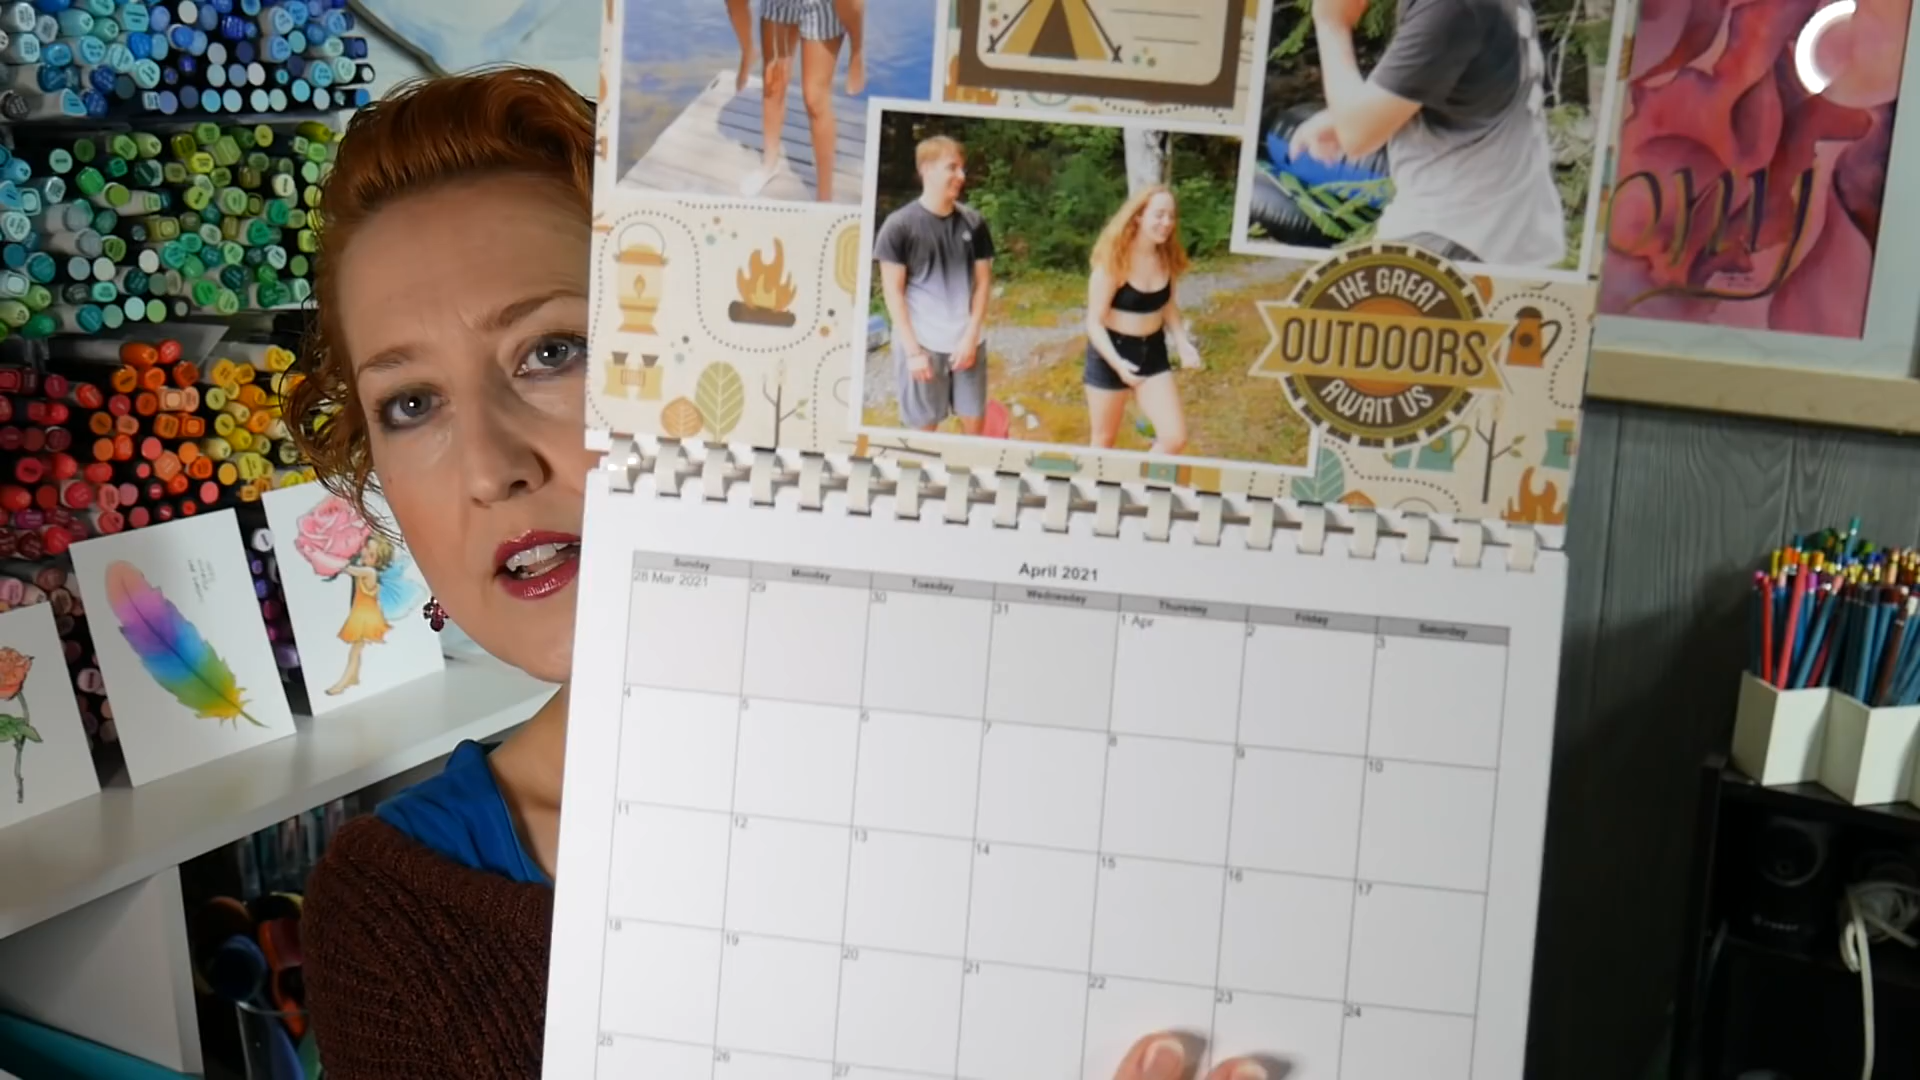 THE GREAT
OUTDOORS
AWAIT US
April 2021
Sunday Monday Tuesday Wednesday Thursday Friday Saturday
28 Mar 2021 29 30 31 1 Apr 2 3
4 5 6 7 8 9 10
11 12 13 14 15 16 17
18 19 20 21 22 23 24
25 26 27